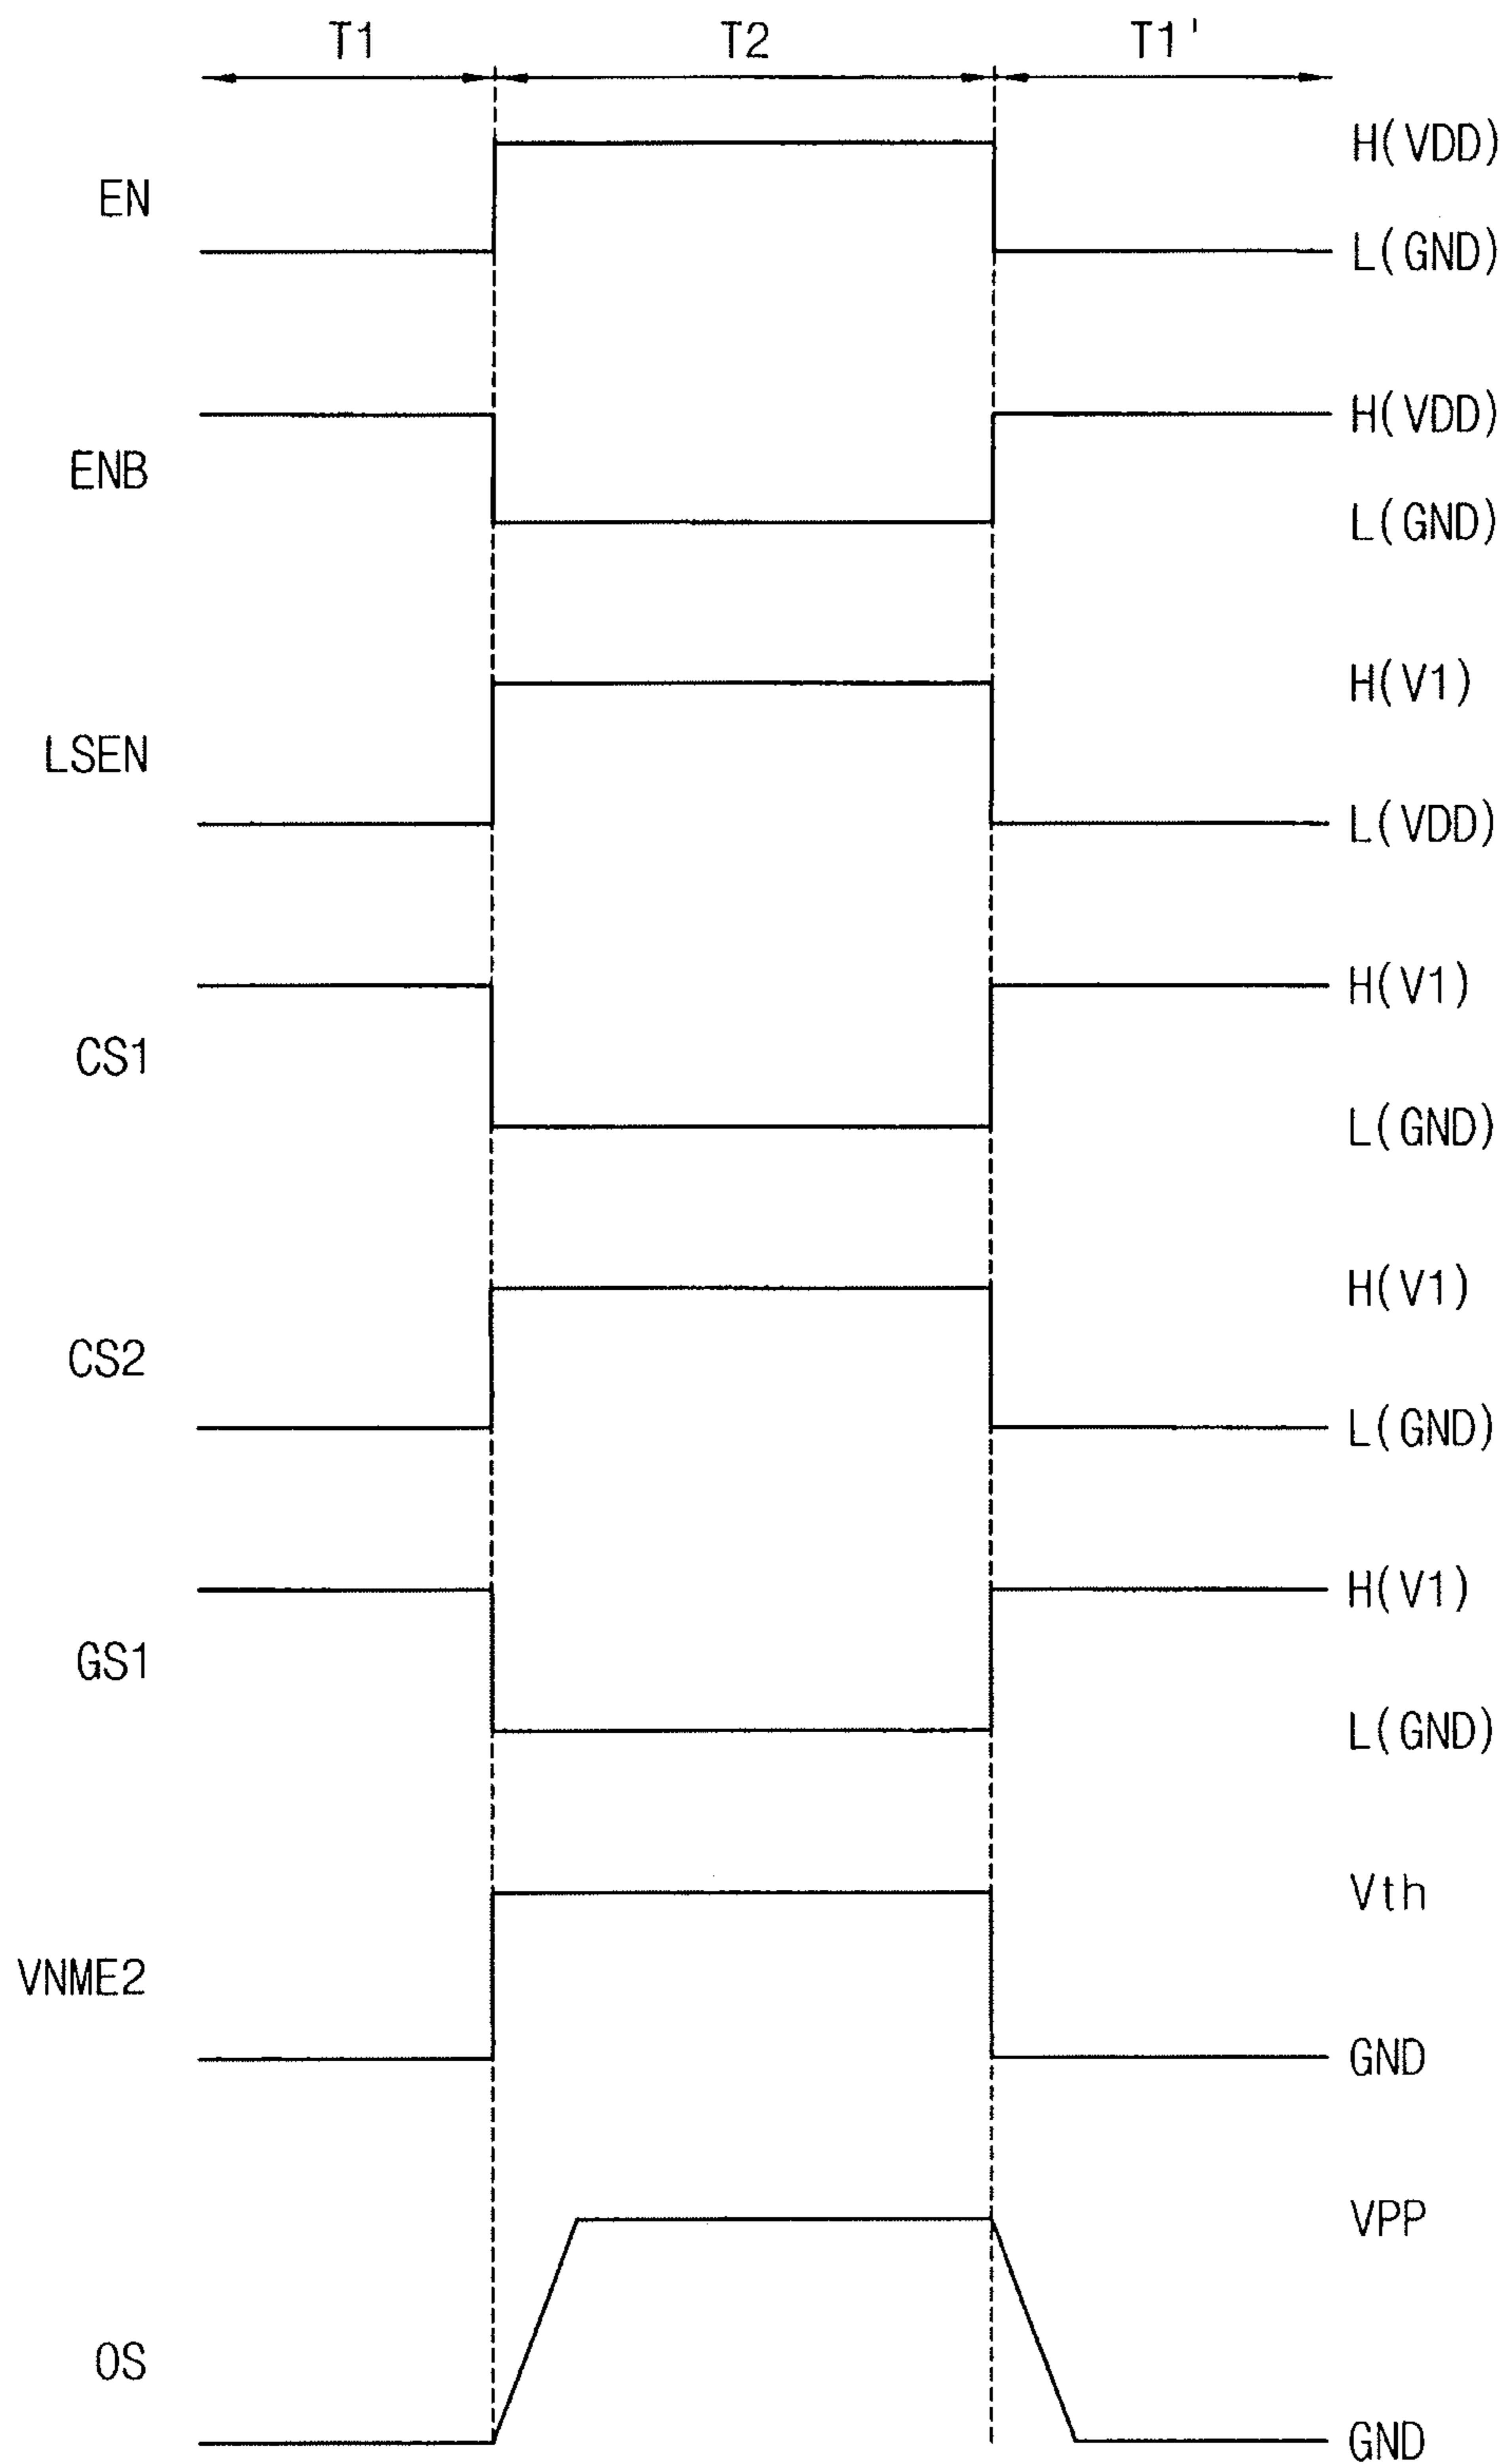 T1 T2 T1'
H(VDD)
EN
L(GND)
H(VDD)
ENB
L(GND)
H(V1)
LSEN
L(VDD)
H(V1)
CS1
L(GND)
H(V1)
CS2
L(GND)
H(V1)
GS1
L(GND)
Vth
VNME2
GND
VPP
OS
GND